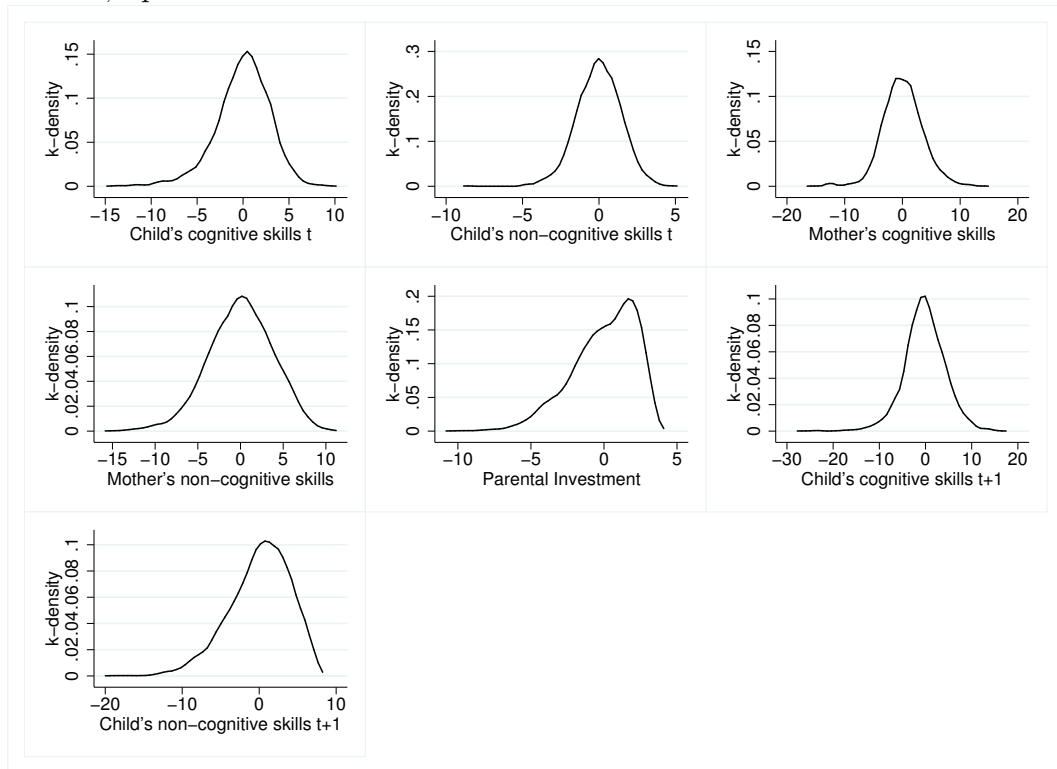 0 .05 .1 .15
k−density
−15 −10 −5 0 5 10
Child's cognitive skills t
0 .1 .2 .3
k−density
−10 −5 0 5
Child's non−cognitive skills t
0 .05 .1 .15
k−density
−20 −10 0 10 20
Mother's cognitive skills
0 .02 .04 .06 .08 .1
k−density
−15 −10 −5 0 5 10
Mother's non−cognitive skills
0 .05 .1 .15 .2
k−density
−10 −5 0 5
Parental Investment
0 .02 .04 .06 .08 .1
k−density
−30 −20 −10 0 10 20
Child's cognitive skills t+1
0 .02 .04 .06 .08 .1
k−density
−20 −10 0 10
Child's non−cognitive skills t+1